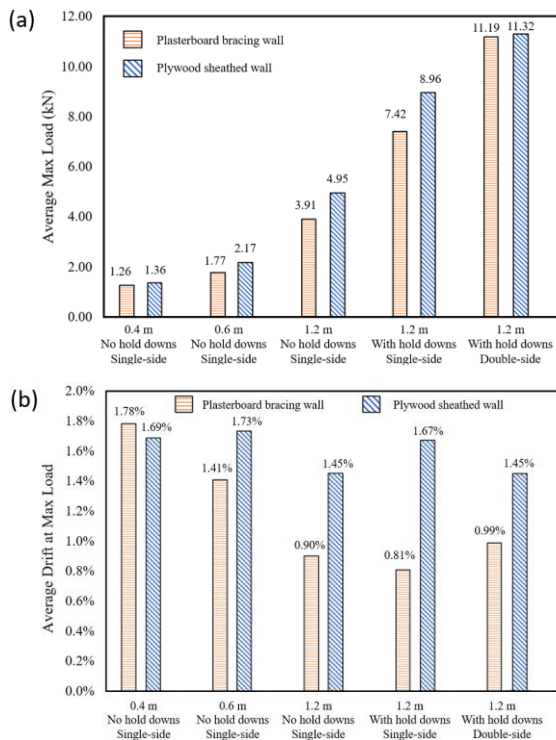 (a)
12.00
10.00
8.00
6.00
4.00
2.00
0.00
Average Max Load (kN)
Plasterboard bracing wall
Plywood sheathed wall
1.26 1.36
1.77 2.17
3.91 4.95
7.42 8.96
11.19 11.32
0.4 m 0.6 m 1.2 m 1.2 m 1.2 m
No hold downs No hold downs No hold downs With hold downs With hold downs
Single-side Single-side Single-side Single-side Double-side
(b)
2.0%
1.8%
1.6%
1.4%
1.2%
1.0%
0.8%
0.6%
0.4%
0.2%
0.0%
Average Drift at Max Load
Plasterboard bracing wall Plywood sheathed wall
1.78% 1.69%
1.41% 1.73%
0.90% 1.45%
0.81% 1.67%
0.99% 1.45%
0.4 m 0.6 m 1.2 m 1.2 m 1.2 m
No hold downs No hold downs No hold downs With hold downs With hold downs
Single-side Single-side Single-side Single-side Double-side